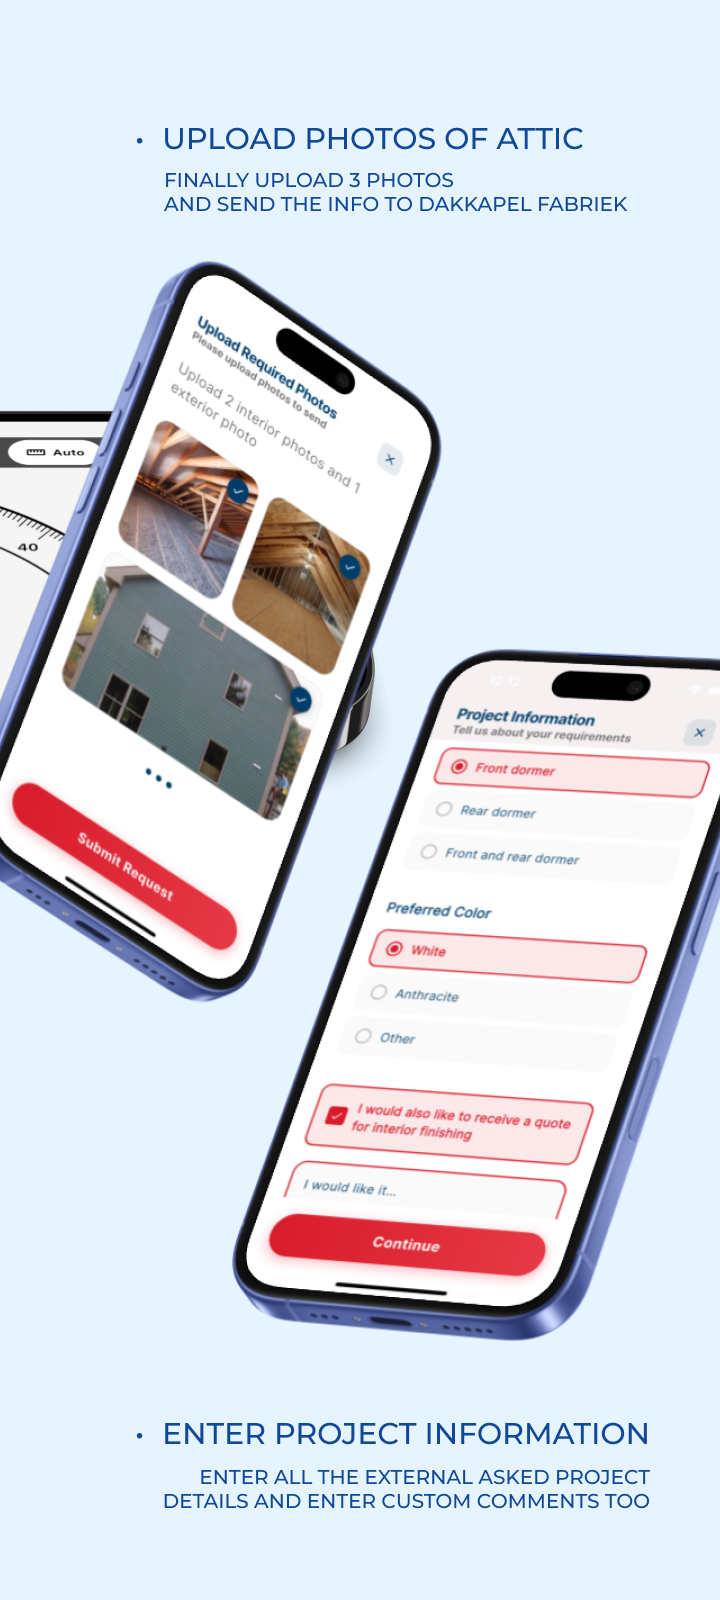 • UPLOAD PHOTOS OF ATTIC
FINALLY UPLOAD 3 PHOTOS
AND SEND THE INFO TO DAKKAPEL FABRIEK
Auto
40
Upload Required Photos
Please upload photos to send
Upload 2 interior photos and 1
exterior photo
Submit Request
12:12
Project Information
Tell us about your requirements
Front dormer
Rear dormer
Front and rear dormer
Preferred Color
White
Anthracite
Other
I would also like to receive a quote
for interior finishing
I would like it...
Continue
• ENTER PROJECT INFORMATION
ENTER ALL THE EXTERNAL ASKED PROJECT
DETAILS AND ENTER CUSTOM COMMENTS TOO